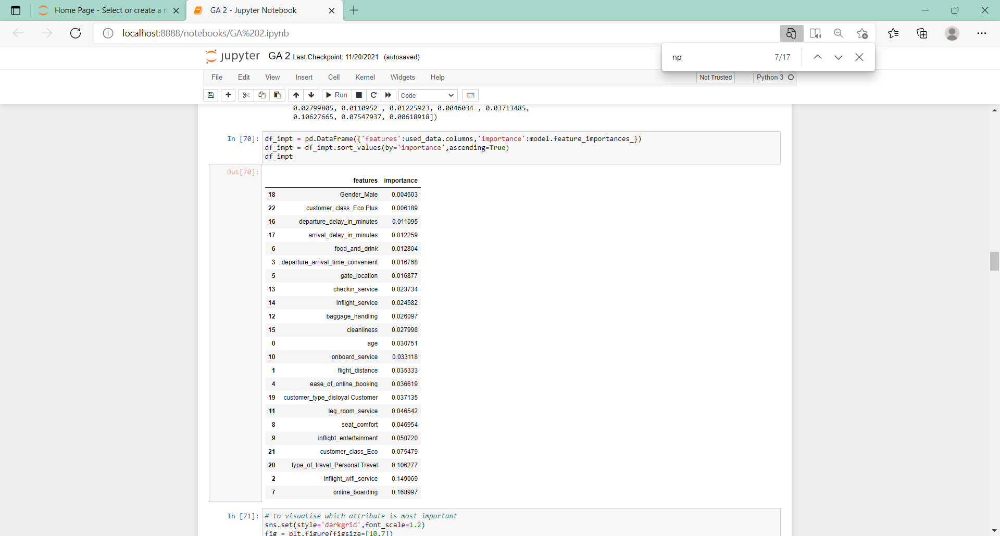 Home Page - Select or create a n
GA 2 - Jupyter Notebook
localhost:8888/notebooks/GA%202.ipynb
np 7/17
jupyter GA 2 Last Checkpoint: 11/20/2021 (autosaved)
File Edit View Insert Cell Kernel Widgets Help Not Trusted Python 3
Run Code
0.02799805, 0.0110952 , 0.01225923, 0.0046034 , 0.03713485,
0.10627665, 0.07547937, 0.00618918])
In [70]: df_impt = pd.DataFrame({'features':used_data.columns,'importance':model.feature_importances_})
df_impt = df_impt.sort_values(by='importance',ascending=True)
df_impt
Out[70]:
features importance
18 Gender_Male 0.004603
22 customer_class_Eco Plus 0.006189
16 departure_delay_in_minutes 0.011095
17 arrival_delay_in_minutes 0.012259
6 food_and_drink 0.012804
3 departure_arrival_time_convenient 0.016768
5 gate_location 0.016877
13 checkin_service 0.023734
14 inflight_service 0.024582
12 baggage_handling 0.026097
15 cleanliness 0.027998
0 age 0.030751
10 onboard_service 0.033118
1 flight_distance 0.035333
4 ease_of_online_booking 0.036619
19 customer_type_disloyal Customer 0.037135
11 leg_room_service 0.046542
8 seat_comfort 0.046954
9 inflight_entertainment 0.050720
21 customer_class_Eco 0.075479
20 type_of_travel_Personal Travel 0.106277
2 inflight_wifi_service 0.149069
7 online_boarding 0.168997
In [71]: # to visualise which attribute is most important
sns.set(style='darkgrid',font_scale=1.2)
fig = plt.figure(figsize=[10,7])